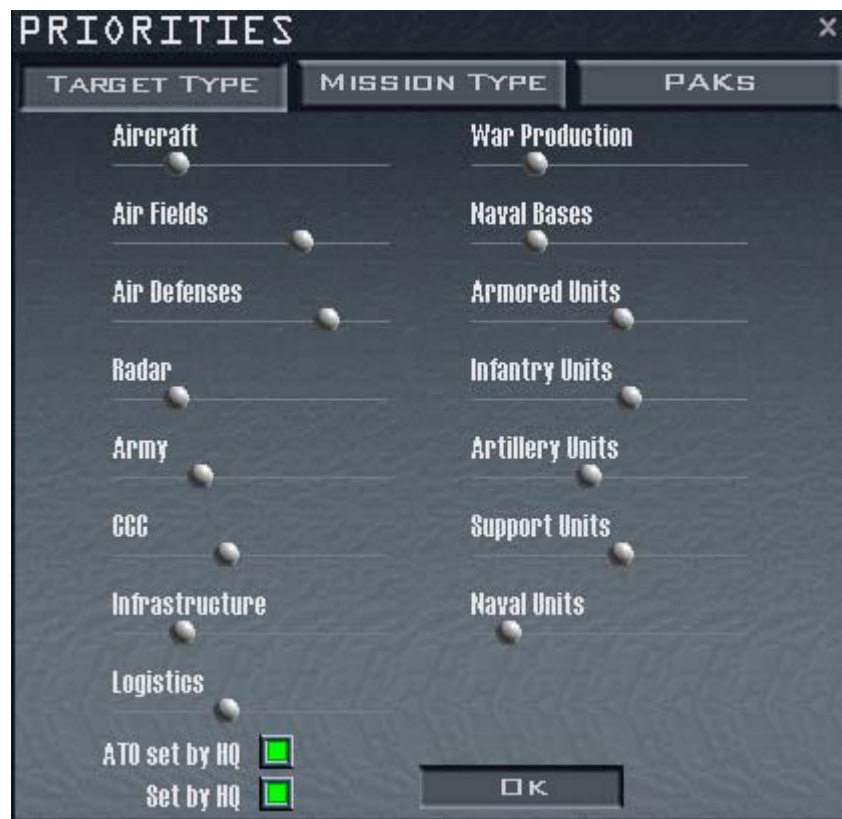 PRIORITIES X
TARGET TYPE MISSION TYPE PAKS
Aircraft
Air Fields
Air Defenses
Radar
Army
CCC
Infrastructure
Logistics
War Production
Naval Bases
Armored Units
Infantry Units
Artillery Units
Support Units
Naval Units
ATO set by HQ
Set by HQ
OK